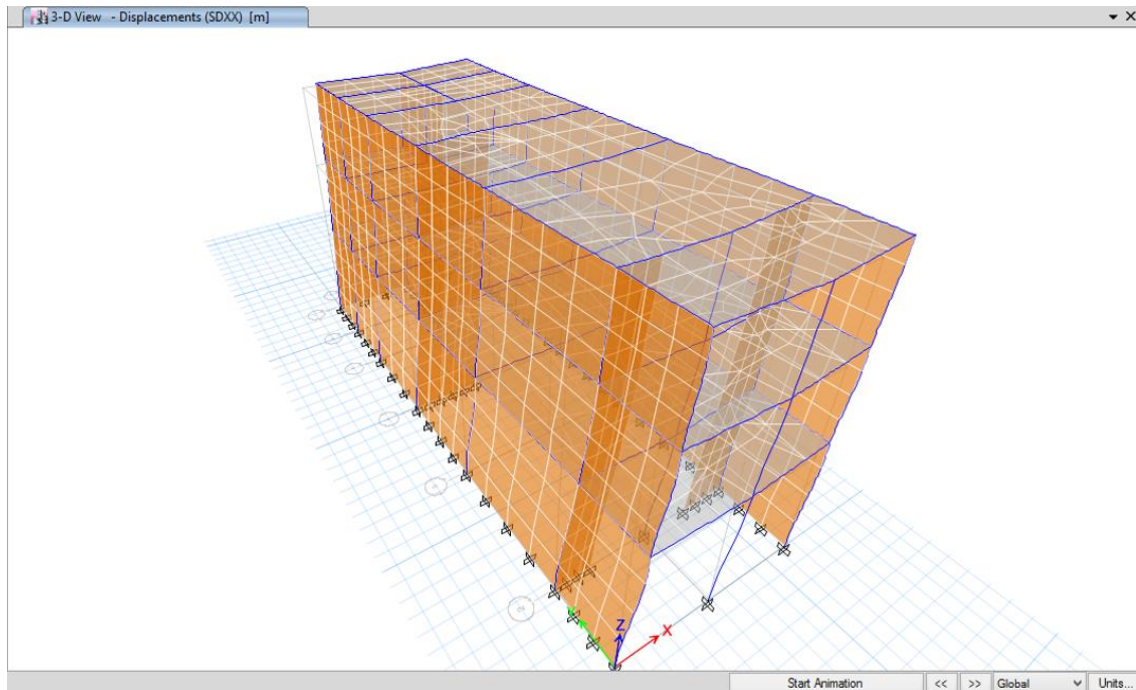 3-D View - Displacements (SDXX) [m]
Z
X
Start Animation << >> Global Units...